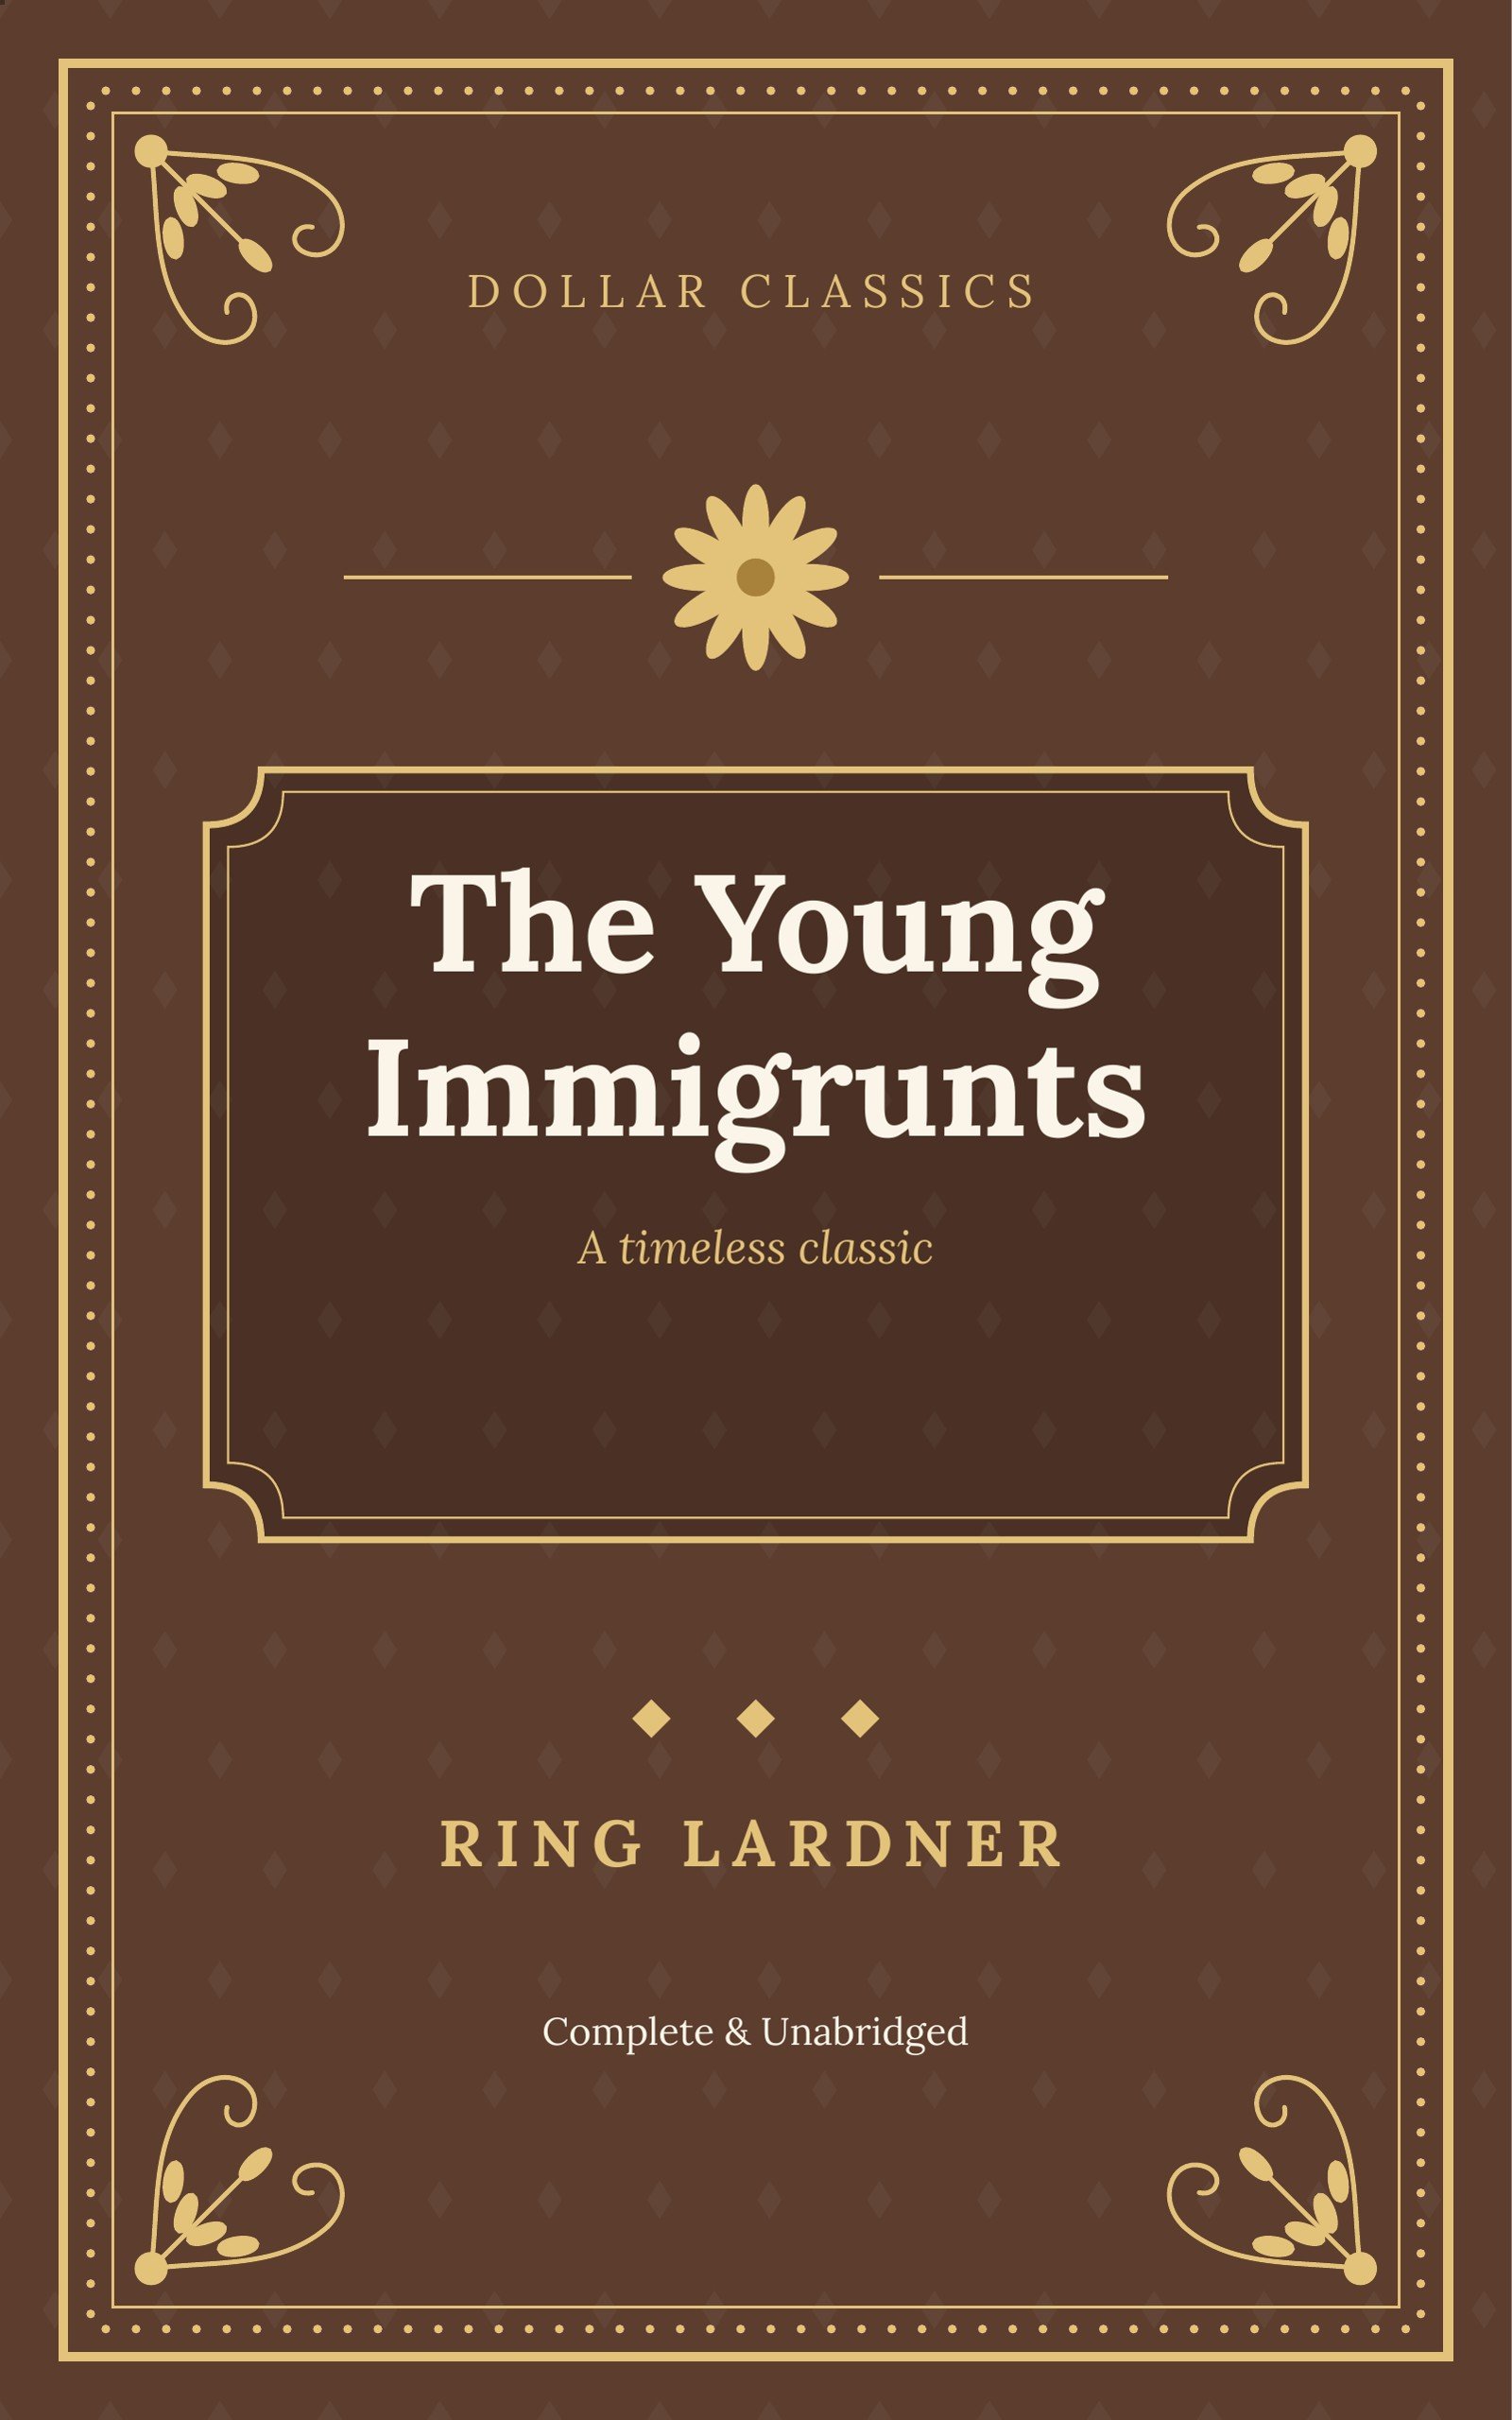 DOLLAR CLASSICS
The Young
Immigrunts
A timeless classic
RING LARDNER
Complete & Unabridged